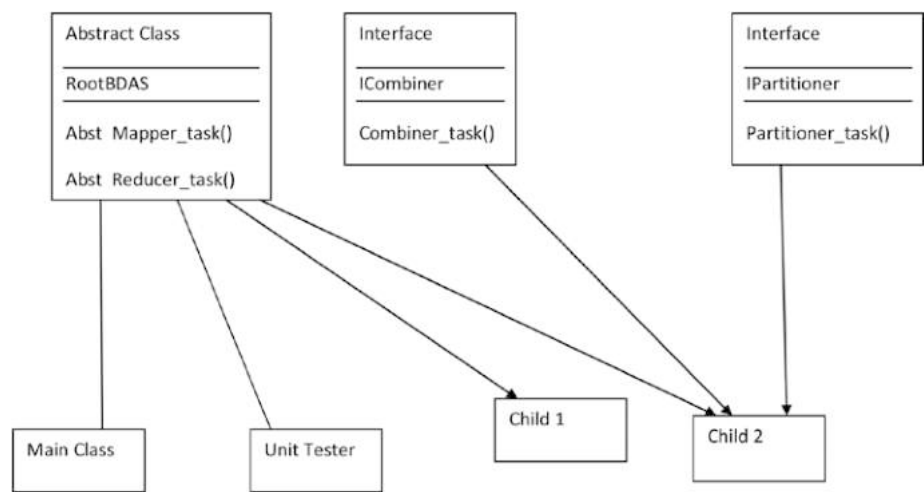 Abstract Class
RootBDAS
Abst Mapper_task()
Abst Reducer_task()
Interface
ICombiner
Combiner_task()
Interface
IPartitioner
Partitioner_task()
Main Class
Unit Tester
Child 1
Child 2